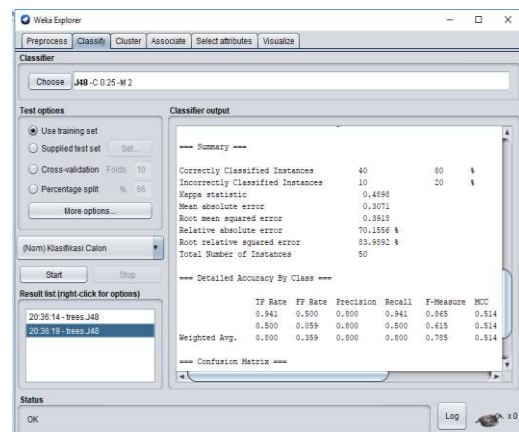 Weka Explorer
Preprocess Classify Cluster Associate Select attributes Visualize
Classifier
Choose J48 -C 0.25 -M 2
Test options
Use training set
Supplied test set Set...
Cross-validation Folds 10
Percentage split % 66
More options...
(Nom) Klasifikasi Calon
Start Stop
Result list (right-click for options)
20:36:14 - trees.J48
20:36:19 - trees.J48
Classifier output
=== Summary ===
Correctly Classified Instances 40 80 %
Incorrectly Classified Instances 10 20 %
Kappa statistic 0.4898
Mean absolute error 0.3071
Root mean squared error 0.3918
Relative absolute error 70.1556 %
Root relative squared error 83.9892 %
Total Number of Instances 50
=== Detailed Accuracy By Class ===
TP Rate FP Rate Precision Recall F-Measure MCC
0.941 0.500 0.800 0.941 0.865 0.514
0.500 0.059 0.800 0.500 0.615 0.514
Weighted Avg. 0.800 0.359 0.800 0.800 0.785 0.514
=== Confusion Matrix ===
Status
OK
Log
x 0